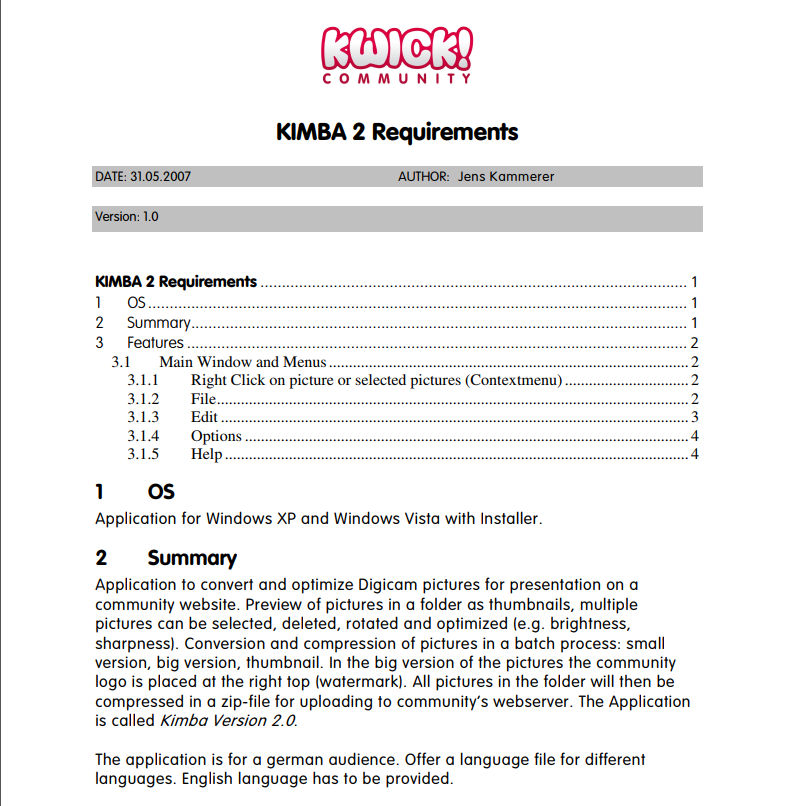 KWICK!
COMMUNITY
KIMBA 2 Requirements
DATE: 31.05.2007 AUTHOR: Jens Kammerer
Version: 1.0
KIMBA 2 Requirements ........................................ 1
1 OS ........................................ 1
2 Summary ........................................ 1
3 Features ........................................ 2
3.1 Main Window and Menus ........................................ 2
3.1.1 Right Click on picture or selected pictures (Contextmenu) ........................................ 2
3.1.2 File ........................................ 2
3.1.3 Edit ........................................ 3
3.1.4 Options ........................................ 4
3.1.5 Help ........................................ 4
1 OS
Application for Windows XP and Windows Vista with Installer.
2 Summary
Application to convert and optimize Digicam pictures for presentation on a
community website. Preview of pictures in a folder as thumbnails, multiple
pictures can be selected, deleted, rotated and optimized (e.g. brightness,
sharpness). Conversion and compression of pictures in a batch process: small
version, big version, thumbnail. In the big version of the pictures the community
logo is placed at the right top (watermark). All pictures in the folder will then be
compressed in a zip-file for uploading to community's webserver. The Application
is called Kimba Version 2.0.
The application is for a german audience. Offer a language file for different
languages. English language has to be provided.